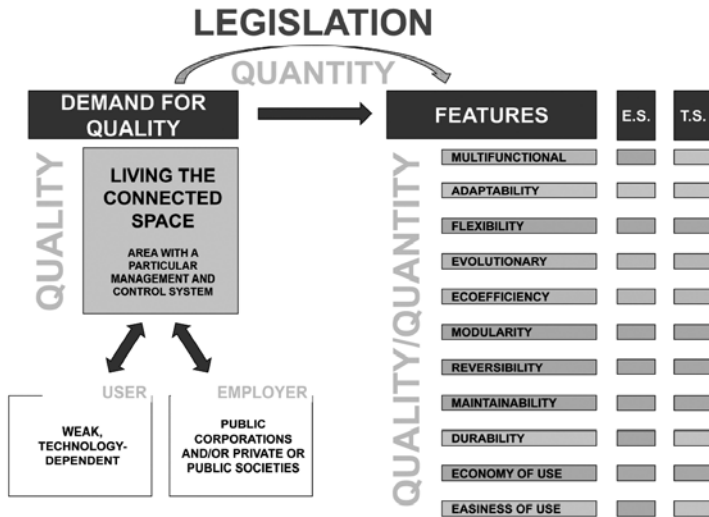 LEGISLATION
QUANTITY
DEMAND FOR
QUALITY
FEATURES
E.S.
T.S.
QUALITY
LIVING THE
CONNECTED
SPACE
AREA WITH A
PARTICULAR
MANAGEMENT AND
CONTROL SYSTEM
USER
WEAK,
TECHNOLOGY-
DEPENDENT
EMPLOYER
PUBLIC
CORPORATIONS
AND/OR PRIVATE OR
PUBLIC SOCIETIES
QUALITY/QUANTITY
MULTIFUNCTIONAL
ADAPTABILITY
FLEXIBILITY
EVOLUTIONARY
ECOEFFICIENCY
MODULARITY
REVERSIBILITY
MAINTAINABILITY
DURABILITY
ECONOMY OF USE
EASINESS OF USE